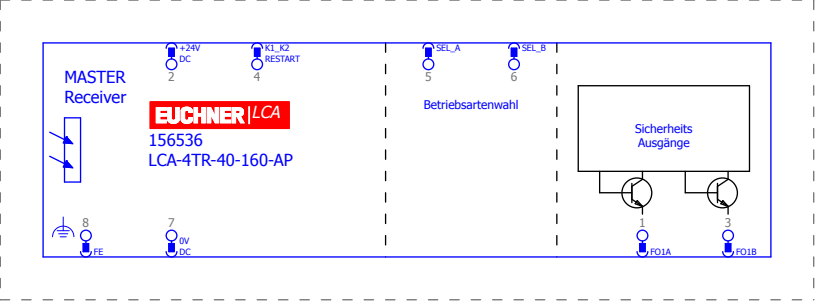 +24V
DC
2
K1_K2
RESTART
4
SEL_A
5
SEL_B
6
MASTER
Receiver
EUCHNER LCA
156536
LCA-4TR-40-160-AP
Betriebsartenwahl
Sicherheits
Ausgänge
8
FE
7
0V
DC
1
FO1A
3
FO1B